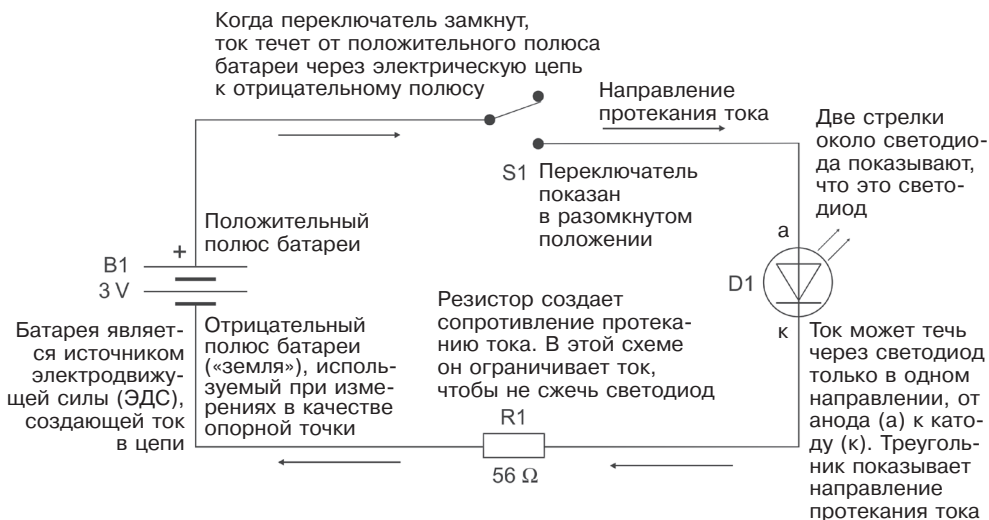 Когда переключатель замкнут,
ток течет от положительного полюса
батареи через электрическую цепь
к отрицательному полюсу
Направление
протекания тока
Две стрелки
около светодио-
да показывают,
что это свето-
диод
S1
Переключатель
показан
в разомкнутом
положении
Положительный
полюс батареи
+
B1
3 V
а
D1
к
Батарея являет-
ся источником
электродвижу-
щей силы (ЭДС),
создающей ток
в цепи
Отрицательный
полюс батареи
(«земля»), исполь-
зуемый при изме-
рениях в качестве
опорной точки
Резистор создает
сопротивление протека-
нию тока. В этой схеме
он ограничивает ток,
чтобы не сжечь светодиод
R1
56 Ω
Ток может течь
через светодиод
только в одном
направлении, от
анода (а) к като-
ду (к). Треуголь-
ник показывает
направление
протекания тока